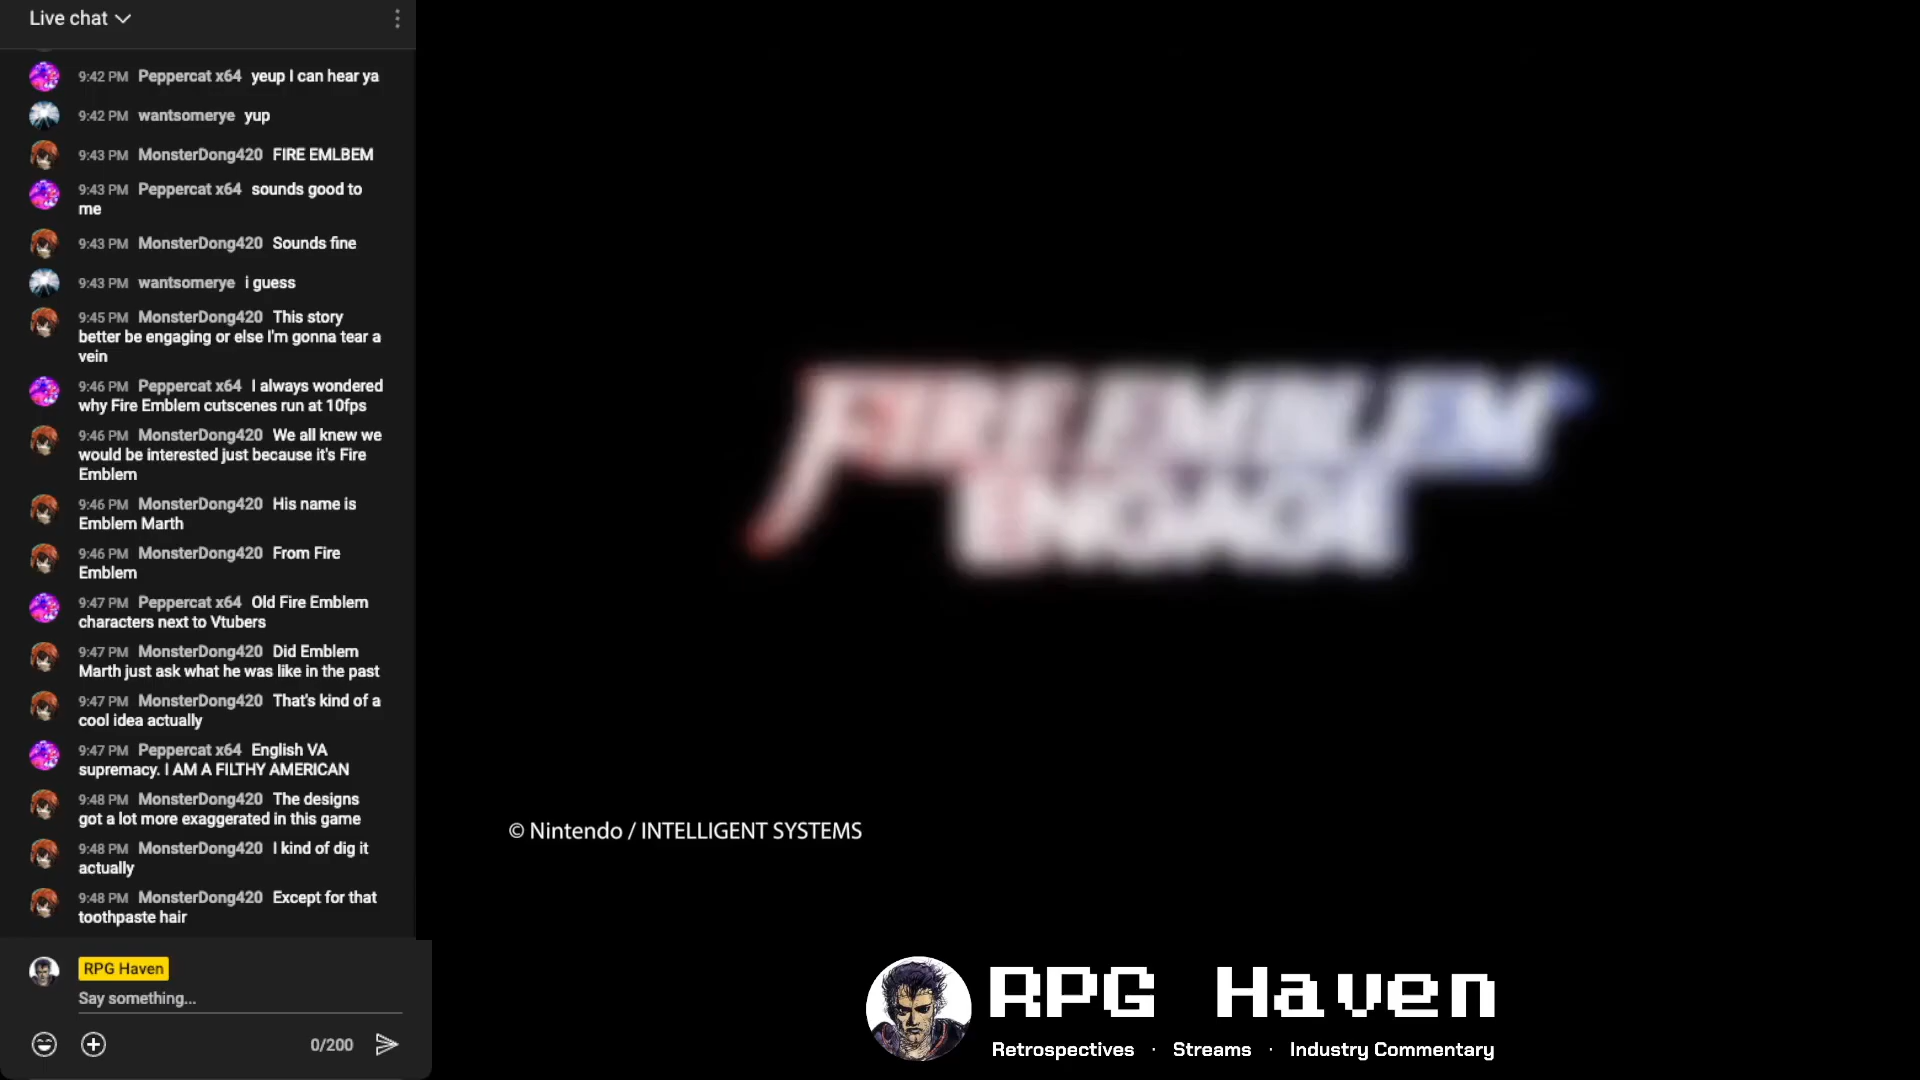 Live chat
9:42 PM Peppercat x64 yeup I can hear ya
9:42 PM wantsomerye yup
9:43 PM MonsterDong420 FIRE EMLBEM
9:43 PM Peppercat x64 sounds good to
me
9:43 PM MonsterDong420 Sounds fine
9:43 PM wantsomerye i guess
9:45 PM MonsterDong420 This story
better be engaging or else I'm gonna tear a
vein
9:46 PM Peppercat x64 I always wondered
why Fire Emblem cutscenes run at 10fps
9:46 PM MonsterDong420 We all knew we
would be interested just because it's Fire
Emblem
9:46 PM MonsterDong420 His name is
Emblem Marth
9:46 PM MonsterDong420 From Fire
Emblem
9:47 PM Peppercat x64 Old Fire Emblem
characters next to Vtubers
9:47 PM MonsterDong420 Did Emblem
Marth just ask what he was like in the past
9:47 PM MonsterDong420 That's kind of a
cool idea actually
9:47 PM Peppercat x64 English VA
supremacy. I AM A FILTHY AMERICAN
9:48 PM MonsterDong420 The designs
got a lot more exaggerated in this game
9:48 PM MonsterDong420 I kind of dig it
actually
9:48 PM MonsterDong420 Except for that
toothpaste hair
RPG Haven
Say something...
0/200
FIRE EMBLEM
ENGAGE
© Nintendo / INTELLIGENT SYSTEMS
RPG Haven
Retrospectives · Streams · Industry Commentary